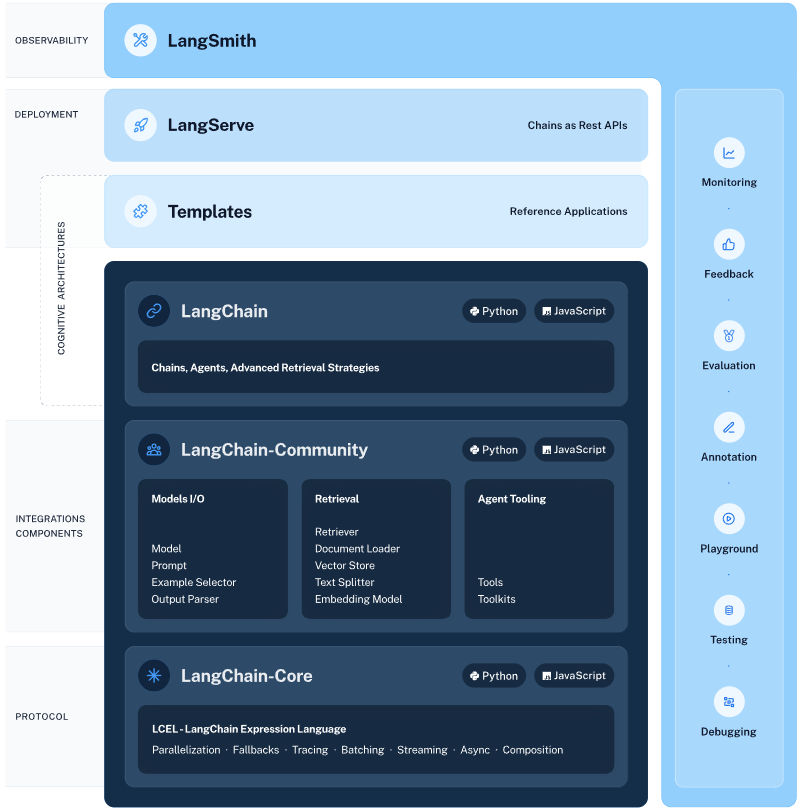 OBSERVABILITY
LangSmith
DEPLOYMENT
LangServe
Chains as Rest APIs
Templates
Reference Applications
COGNITIVE ARCHITECTURES
LangChain
Python
JavaScript
Chains, Agents, Advanced Retrieval Strategies
INTEGRATIONS
COMPONENTS
LangChain-Community
Python
JavaScript
Models I/O
Model
Prompt
Example Selector
Output Parser
Retrieval
Retriever
Document Loader
Vector Store
Text Splitter
Embedding Model
Agent Tooling
Tools
Toolkits
PROTOCOL
LangChain-Core
Python
JavaScript
LCEL - LangChain Expression Language
Parallelization · Fallbacks · Tracing · Batching · Streaming · Async · Composition
Monitoring
Feedback
Evaluation
Annotation
Playground
Testing
Debugging